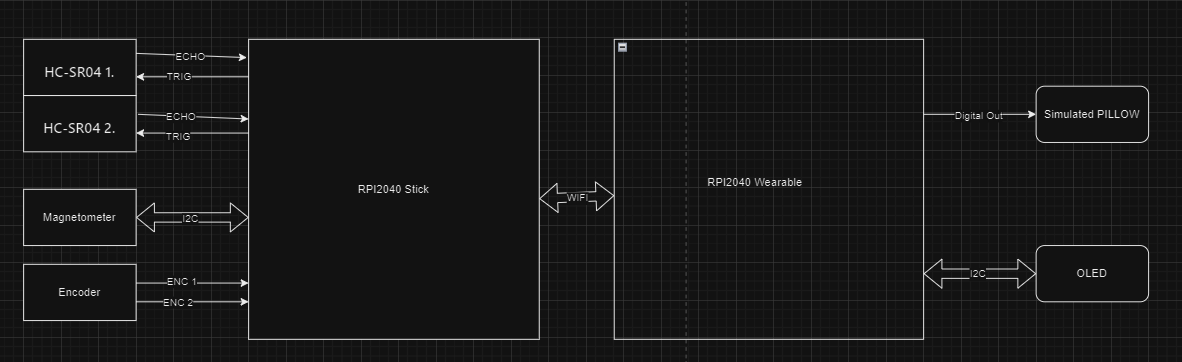 HC-SR04 1.
ECHO
TRIG
HC-SR04 2.
ECHO
TRIG
Magnetometer
I2C
Encoder
ENC 1
ENC 2
RPI2040 Stick
WIFI
RPI2040 Wearable
Digital Out
Simulated PILLOW
I2C
OLED